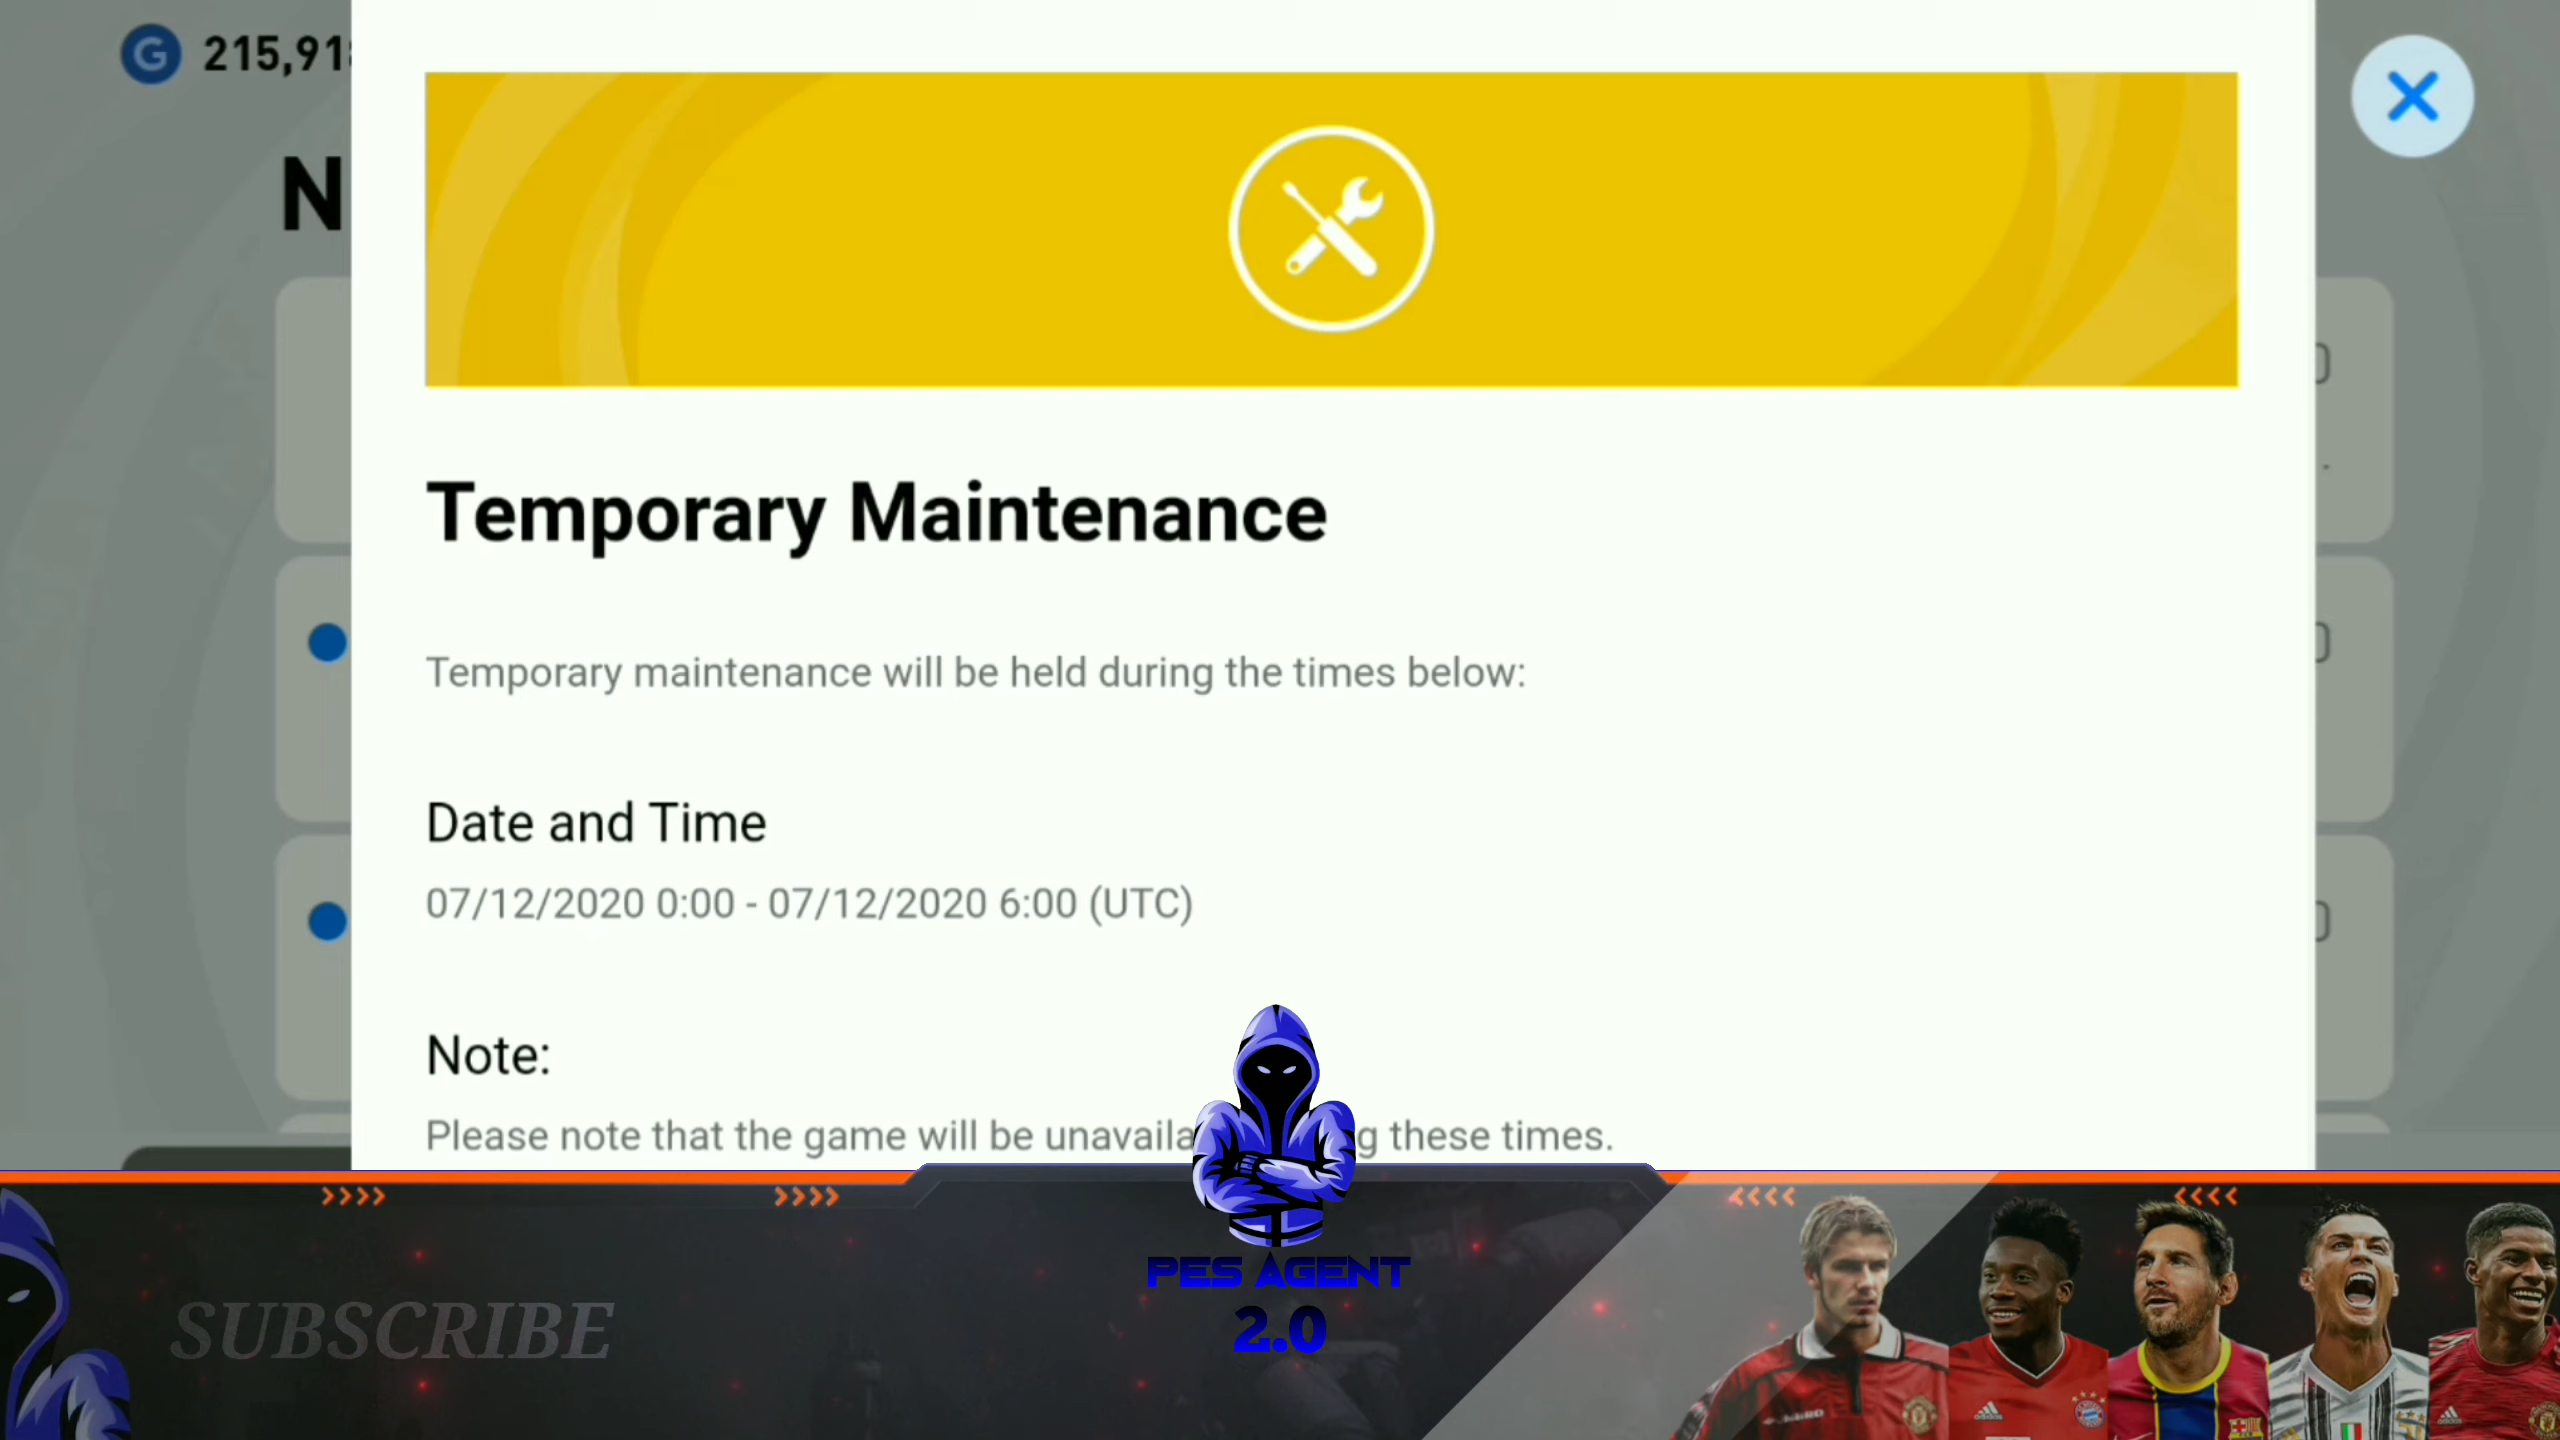 G 215,918
N
Temporary Maintenance
Temporary maintenance will be held during the times below:
Date and Time
07/12/2020 0:00 - 07/12/2020 6:00 (UTC)
Note:
Please note that the game will be g these times.
SUBSCRIBE
PES AGENT
2.0